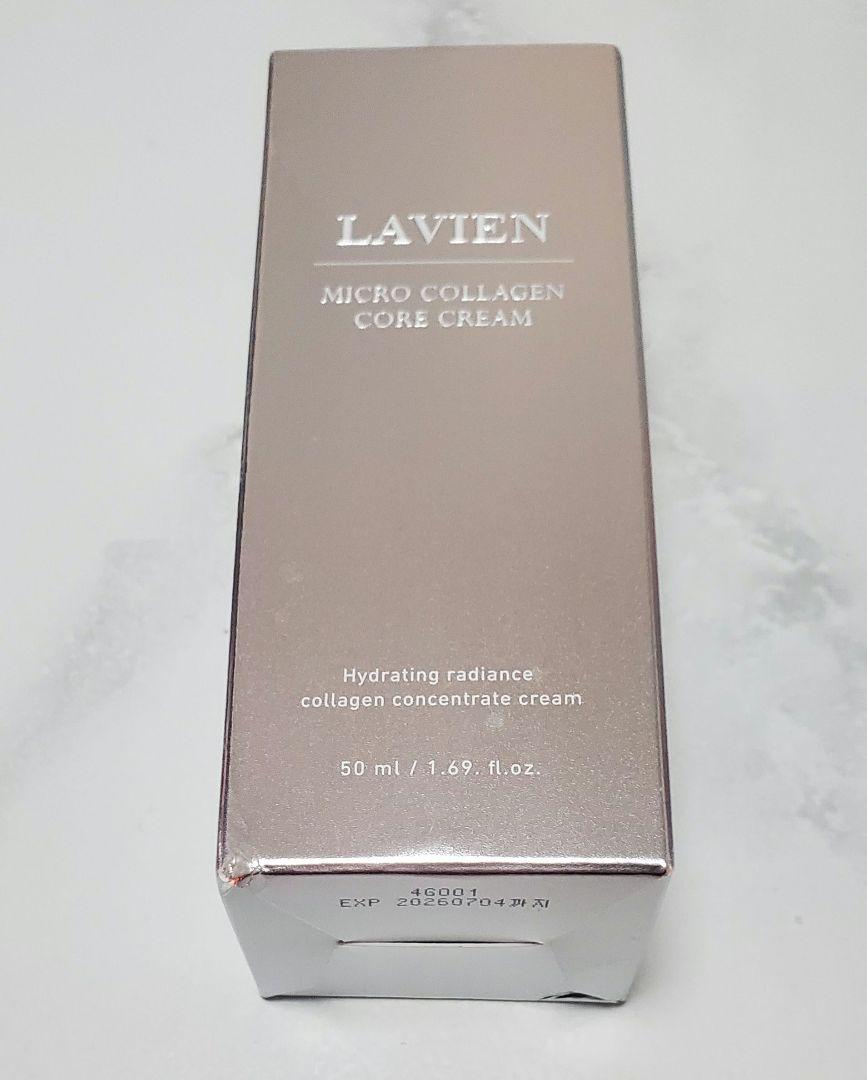 LAVIEN
MICRO COLLAGEN
CORE CREAM
Hydrating radiance
collagen concentrate cream
50 ml / 1.69. fl.oz.
4G001
EXP 20260704까지